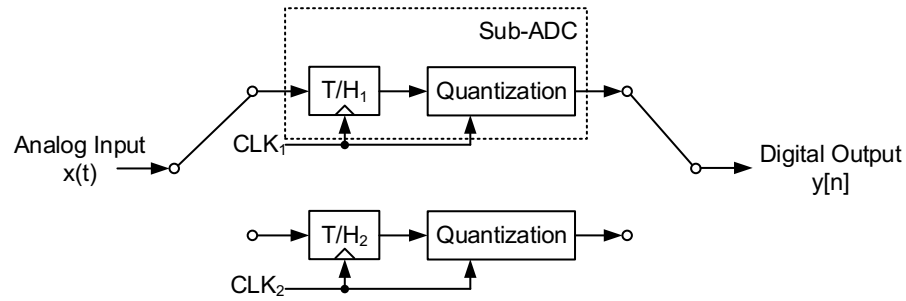 Sub-ADC
T/H₁
Quantization
CLK₁
Analog Input
x(t)
Digital Output
y[n]
T/H₂
Quantization
CLK₂